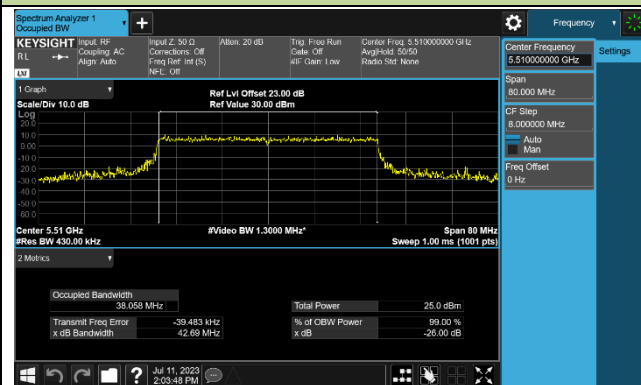 Spectrum Analyzer 1
Occupied BW
Frequency
KEYSIGHT
RL
Input: RF
Coupling: AC
Align: Auto
Input Z: 50 Ω
Corrections: Off
Freq Ref: Int (S)
NFE: Off
Atten: 20 dB
Trig: Free Run
Gate: Off
#IF Gain: Low
Center Freq: 5.510000000 GHz
Avg|Hold: 50/50
Radio Std: None
LXI
Center Frequency
5.510000000 GHz
Settings
Span
80.000 MHz
CF Step
8.000000 MHz
Auto
Man
Freq Offset
0 Hz
1 Graph
Scale/Div 10.0 dB
Ref Lvl Offset 23.00 dB
Ref Value 30.00 dBm
Log
20.0
10.0
0.00
-10.0
-20.0
-30.0
-40.0
-50.0
-60.0
Center 5.51 GHz
#Res BW 430.00 kHz
#Video BW 1.3000 MHz*
Span 80 MHz
Sweep 1.00 ms (1001 pts)
2 Metrics
Occupied Bandwidth
38.058 MHz
Total Power 25.0 dBm
Transmit Freq Error -39.483 kHz
% of OBW Power 99.00 %
x dB Bandwidth 42.69 MHz
x dB -26.00 dB
?
Jul 11, 2023
2:03:48 PM